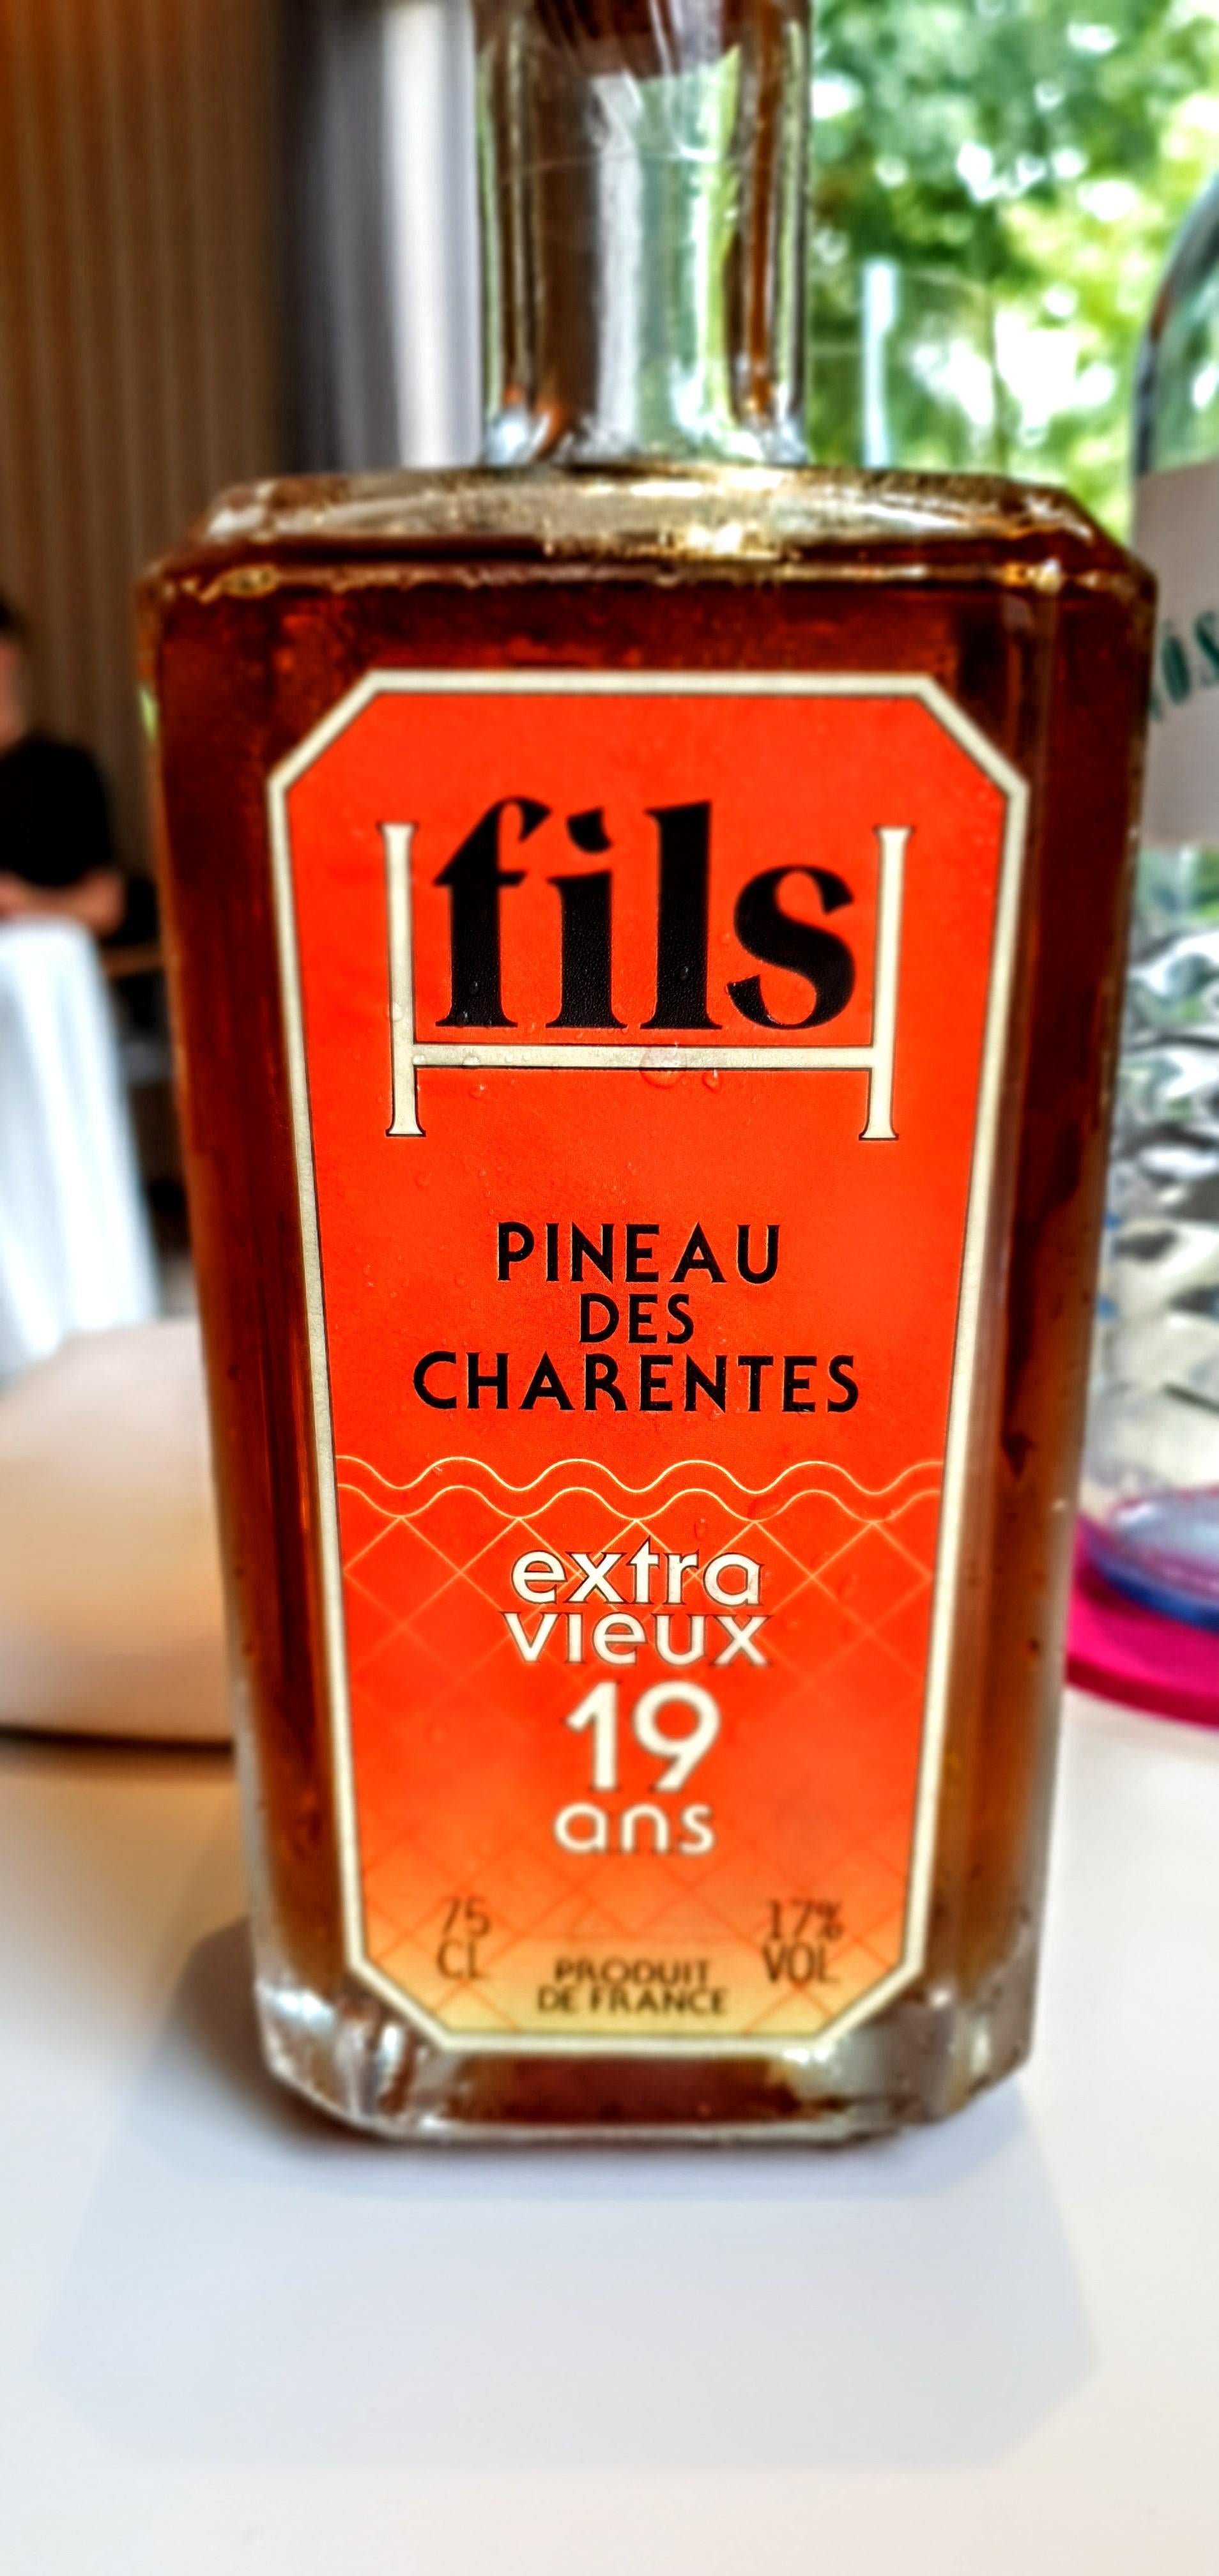 fils
PINEAU
DES
CHARENTES
extra
vieux
19
ans
75
CL
17%
VOL
PRODUIT
DE FRANCE